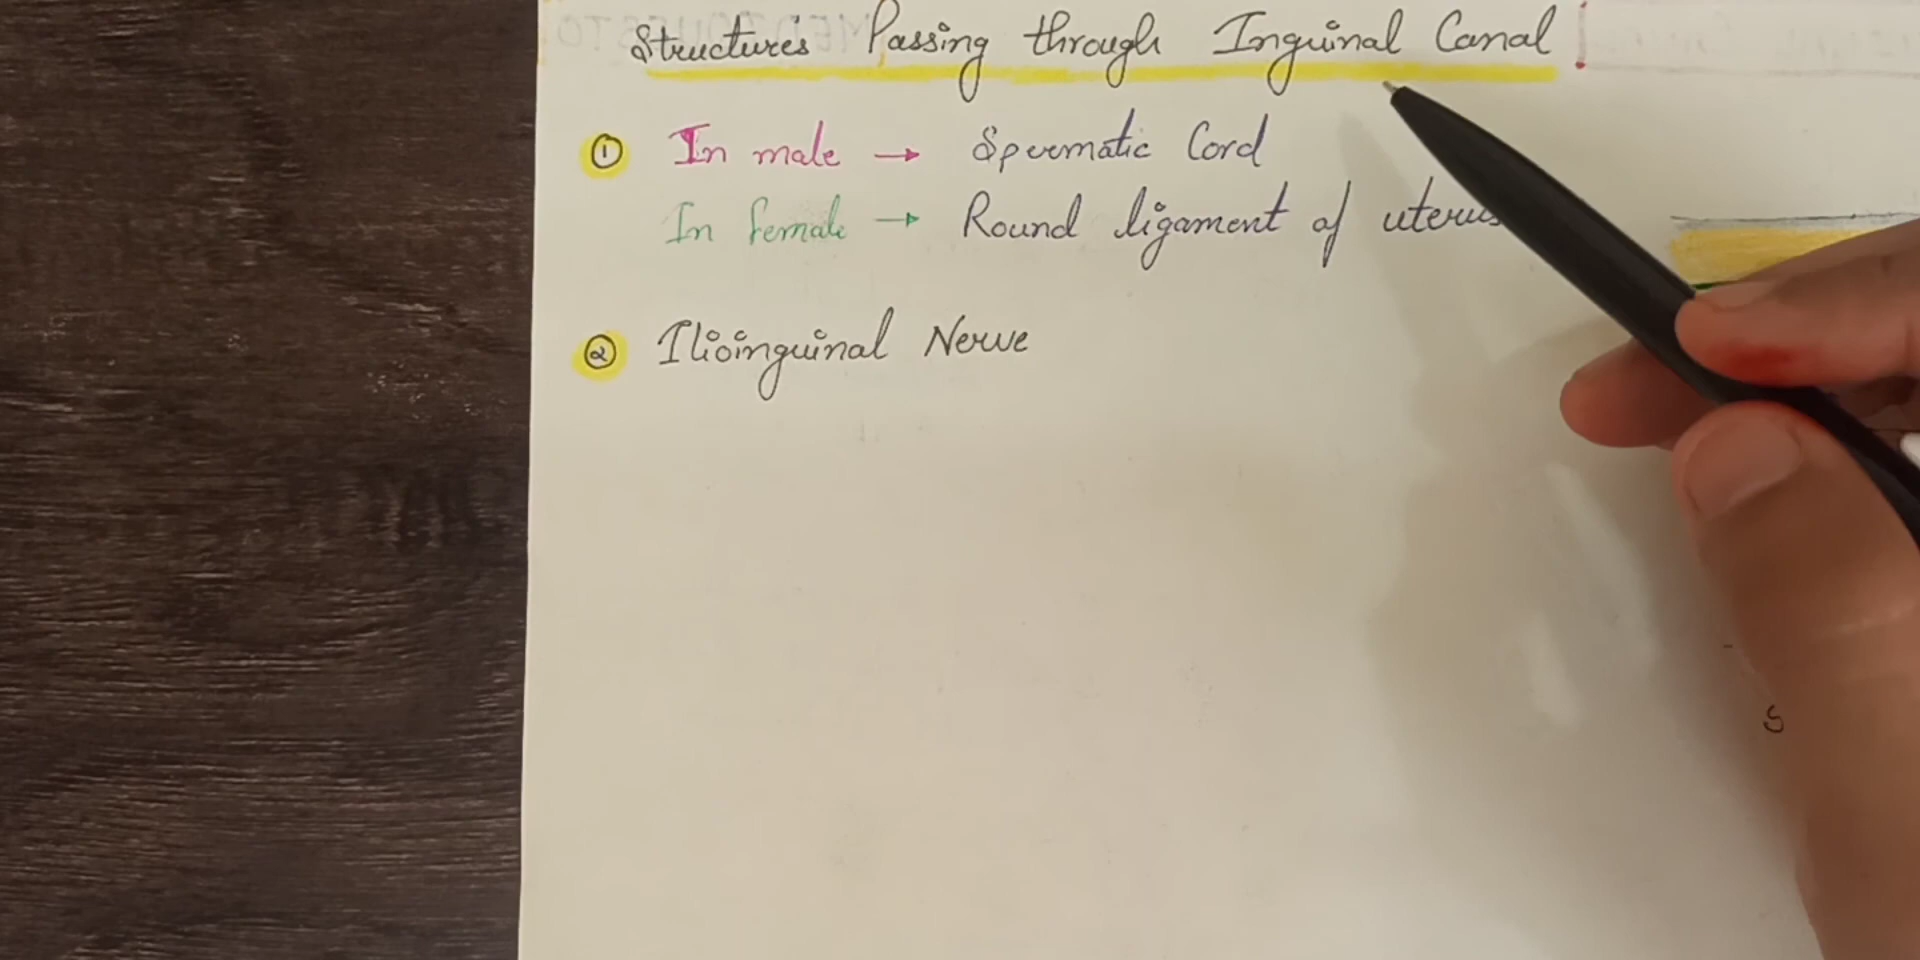 Structures Passing through Inguinal Canal
① In male → Spermatic Cord
In female → Round ligament of uterus
② Ilioinguinal Nerve
S